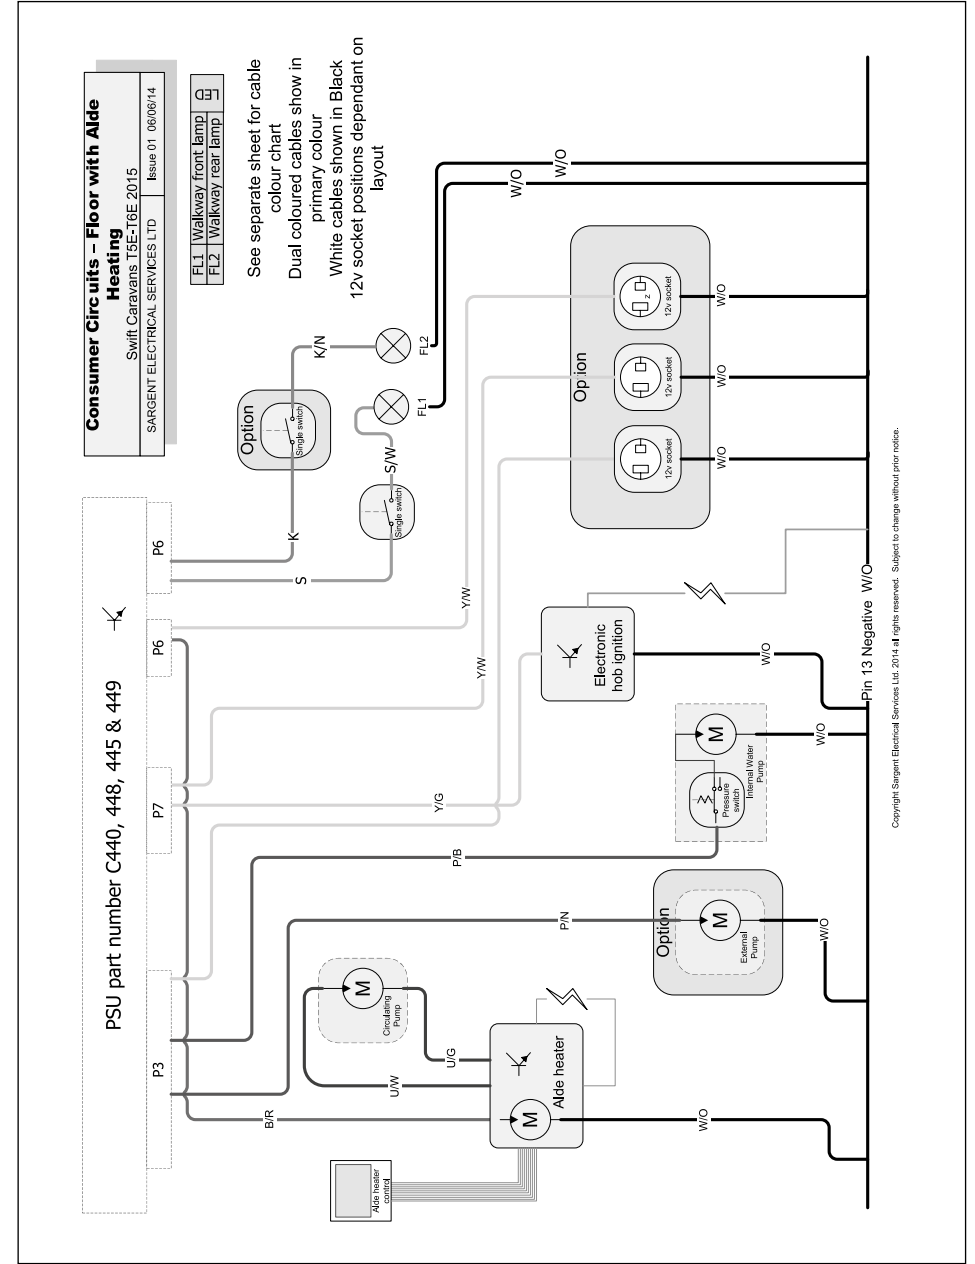 Consumer Circuits – Floor with Alde
Heating
Swift Caravans T5E-T6E 2015
SARGENT ELECTRICAL SERVICES LTD
Issue 01 06/06/14
FL1 Walkway front lamp LED
FL2 Walkway rear lamp
See separate sheet for cable
colour chart
Dual coloured cables show in
primary colour
White cables shown in Black
12v socket positions dependant on
layout
PSU part number C440, 448, 445 & 449
P3
P7
P6
P6
B/R
P/N
P/B
Y/G
Y/W
Y/W
S
K
Option
Single switch
K/N
Single switch
S/W
FL1
FL2
W/O
W/O
Alde heater
control
U/W
U/G
Circulating
Pump
M
Alde heater
M
W/O
Option
External
Pump
M
W/O
Pressure
switch
Internal Water
Pump
M
W/O
Electronic
hob ignition
W/O
Option
12v socket
12v socket
12v socket
Z
W/O
W/O
W/O
Pin 13 Negative W/O
Copyright Sargent Electrical Services Ltd. 2014 all rights reserved. Subject to change without prior notice.